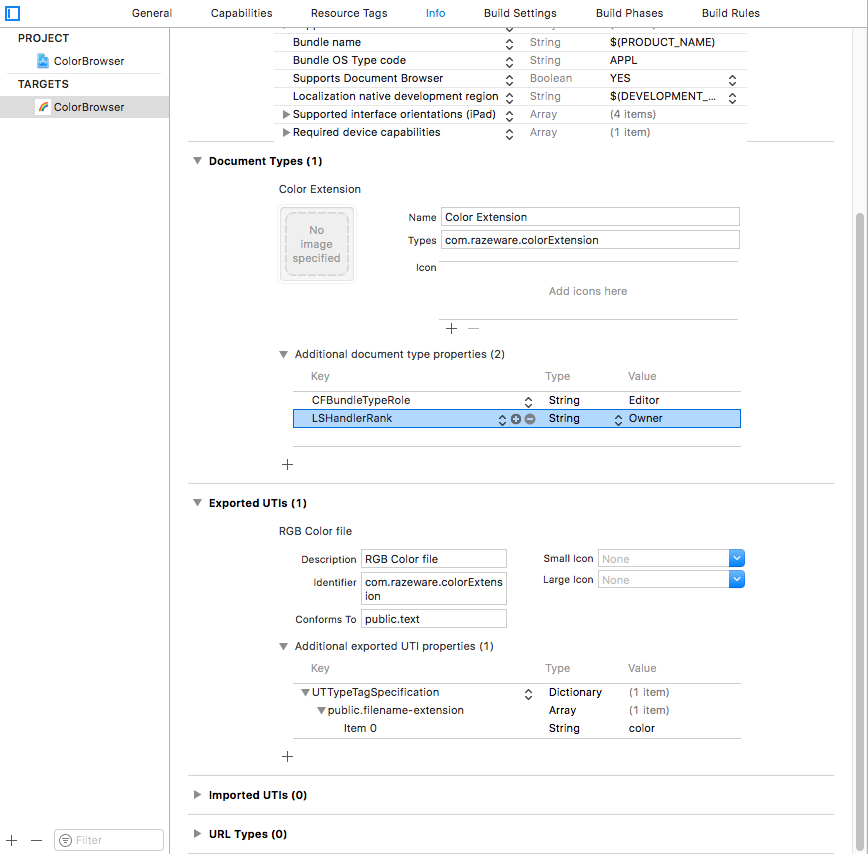 General Capabilities Resource Tags Info Build Settings Build Phases Build Rules
PROJECT
ColorBrowser
TARGETS
ColorBrowser
Bundle name String $(PRODUCT_NAME)
Bundle OS Type code String APPL
Supports Document Browser Boolean YES
Localization native development region String $(DEVELOPMENT_...
Supported interface orientations (iPad) Array (4 items)
Required device capabilities Array (1 item)
Document Types (1)
Color Extension
No
image
specified
Name Color Extension
Types com.razeware.colorExtension
Icon
Add icons here
Additional document type properties (2)
Key Type Value
CFBundleTypeRole String Editor
LSHandlerRank String Owner
Exported UTIs (1)
RGB Color file
Description RGB Color file
Identifier com.razeware.colorExtens
ion
Conforms To public.text
Small Icon None
Large Icon None
Additional exported UTI properties (1)
Key Type Value
UTTypeTagSpecification Dictionary (1 item)
public.filename-extension Array (1 item)
Item 0 String color
Imported UTIs (0)
URL Types (0)
Filter